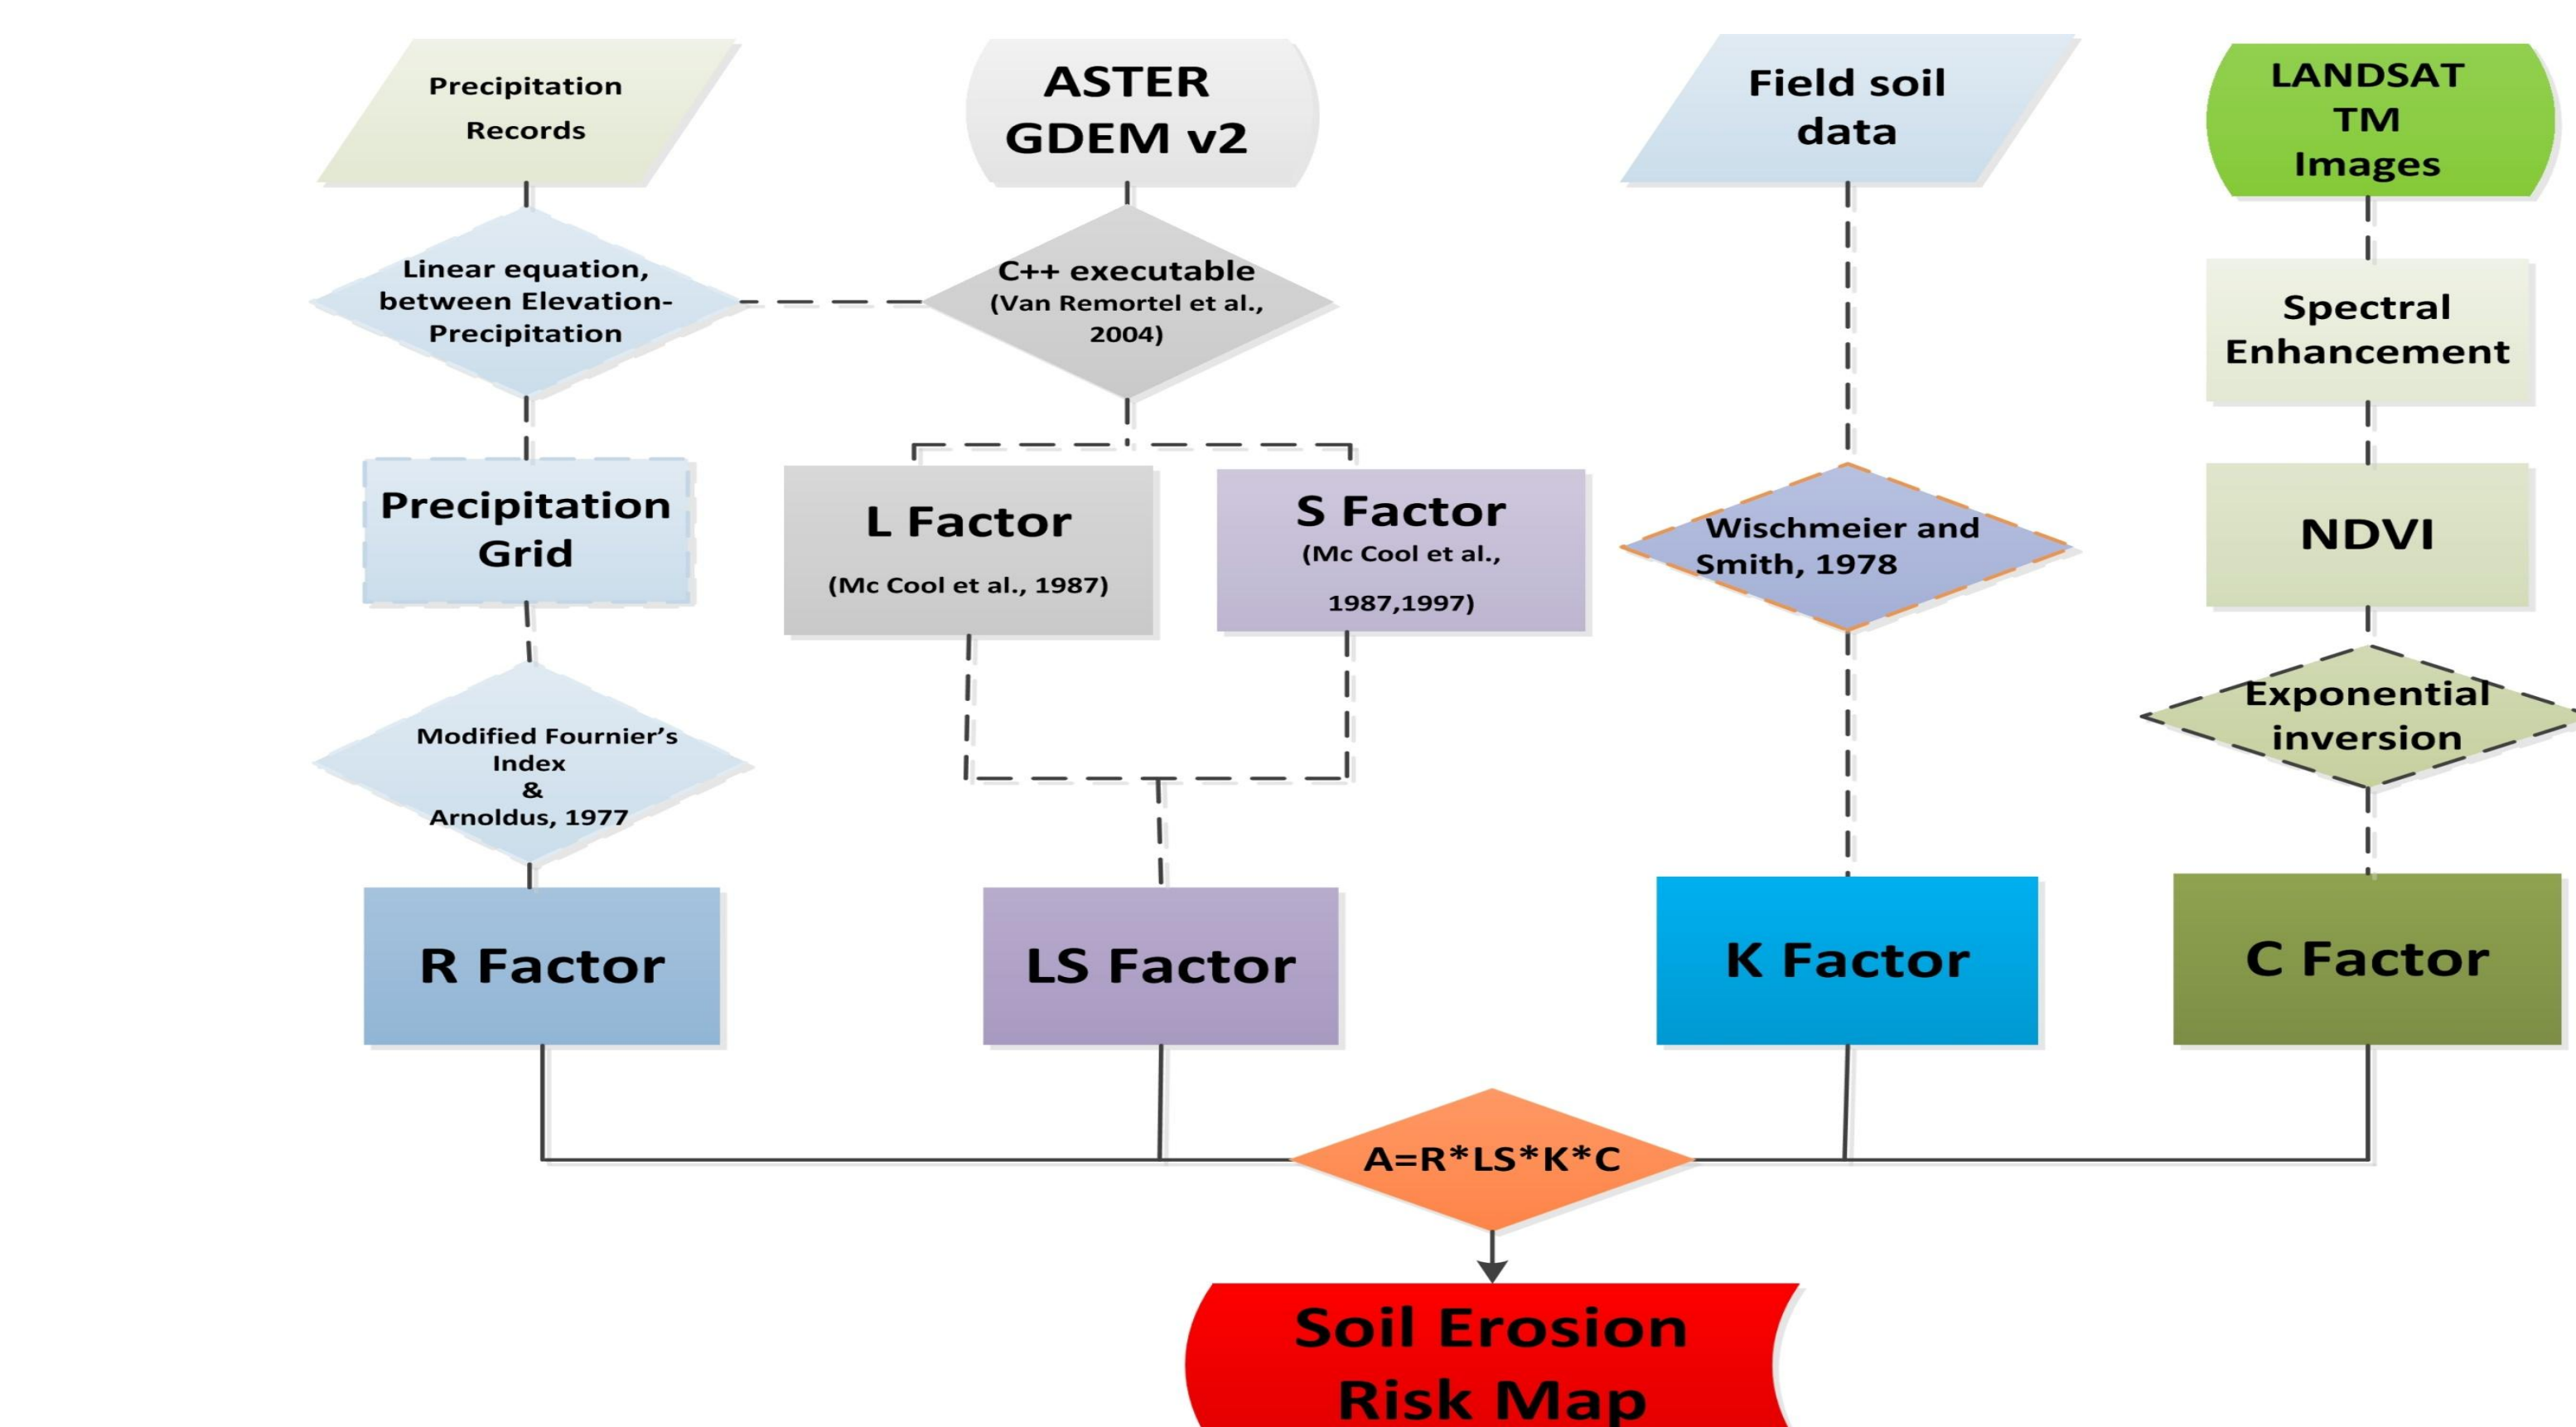 Precipitation
Records
ASTER
GDEM v2
Field soil
data
LANDSAT
TM
Images
Linear equation,
between Elevation-
Precipitation
C++ executable
(Van Remortel et al.,
2004)
Spectral
Enhancement
Precipitation
Grid
L Factor
(Mc Cool et al., 1987)
S Factor
(Mc Cool et al.,
1987,1997)
Wischmeier and
Smith, 1978
NDVI
Modified Fournier’s
Index
&
Arnoldus, 1977
Exponential
inversion
R Factor
LS Factor
K Factor
C Factor
A=R*LS*K*C
Soil Erosion
Risk Map